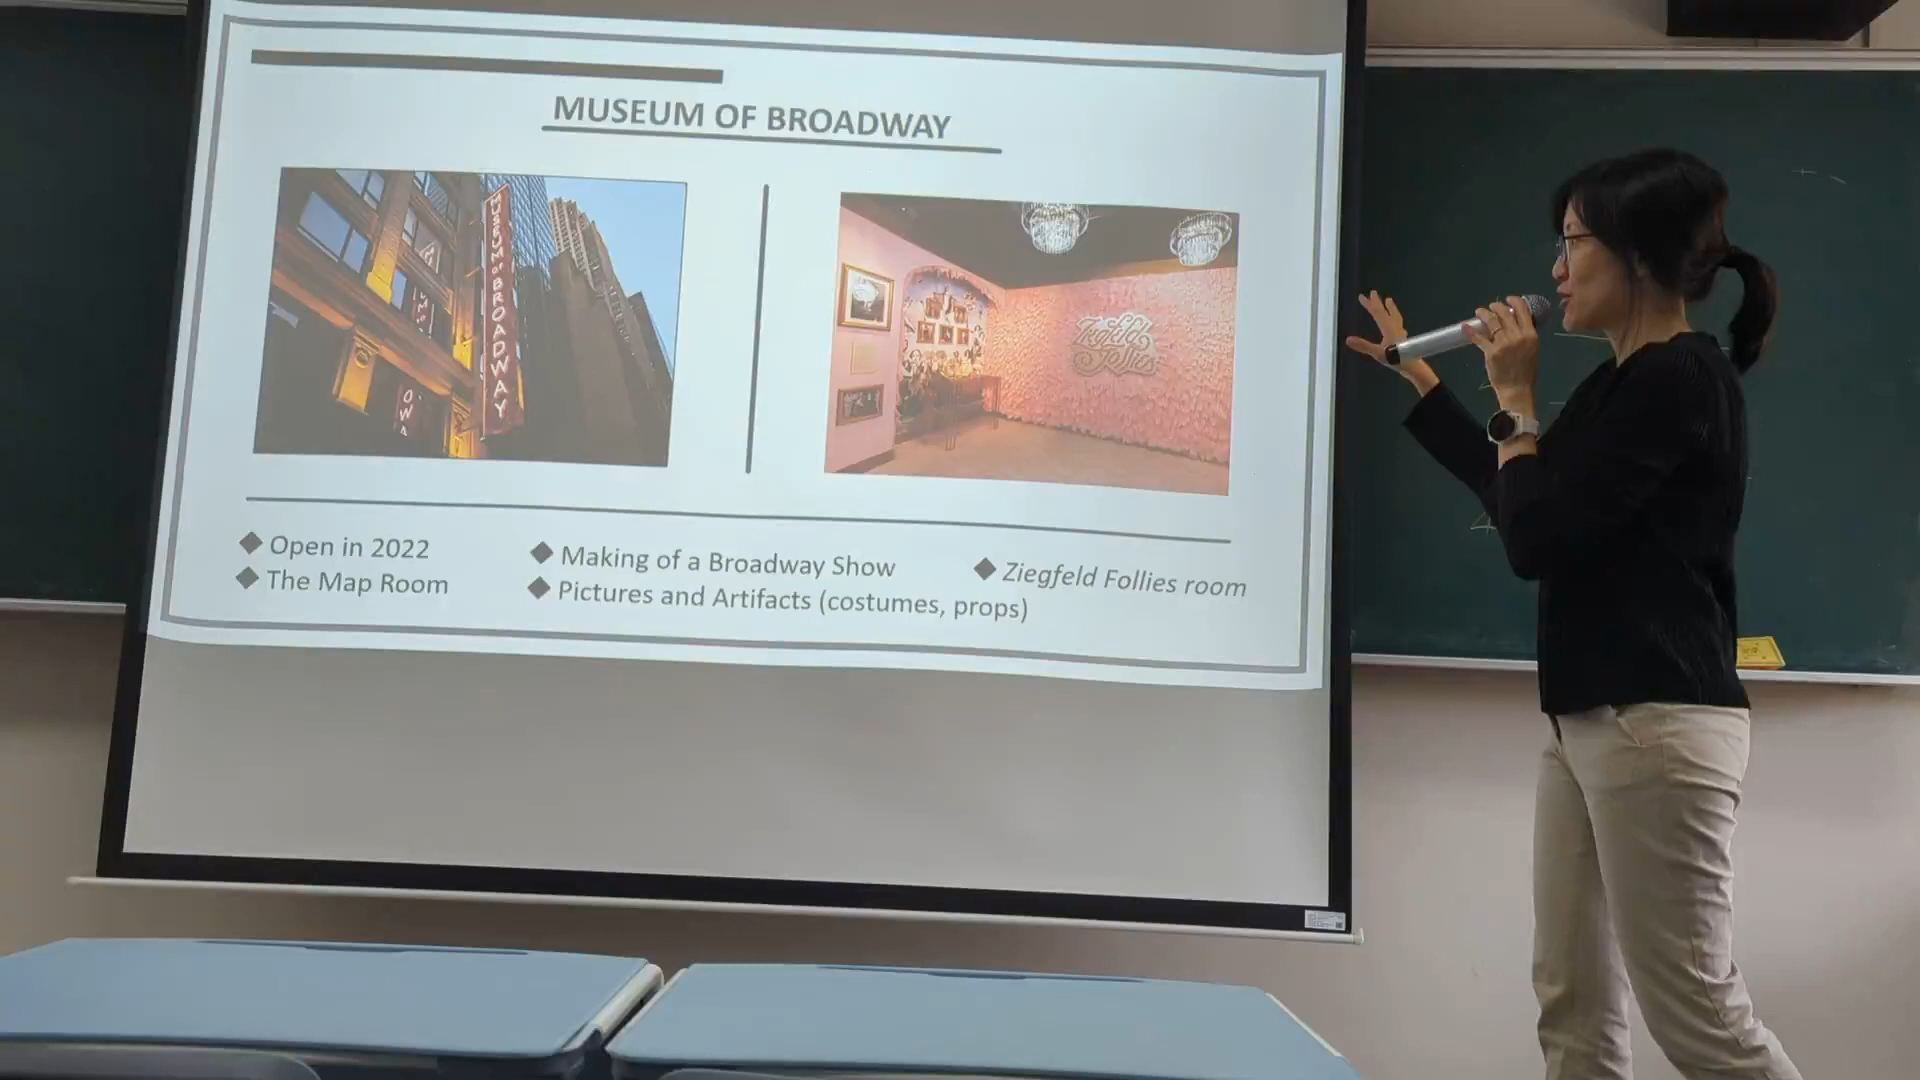 MUSEUM OF BROADWAY
MUSEUM OF BROADWAY
Ziegfeld
Follies
Open in 2022
The Map Room
Making of a Broadway Show
Pictures and Artifacts (costumes, props)
Ziegfeld Follies room